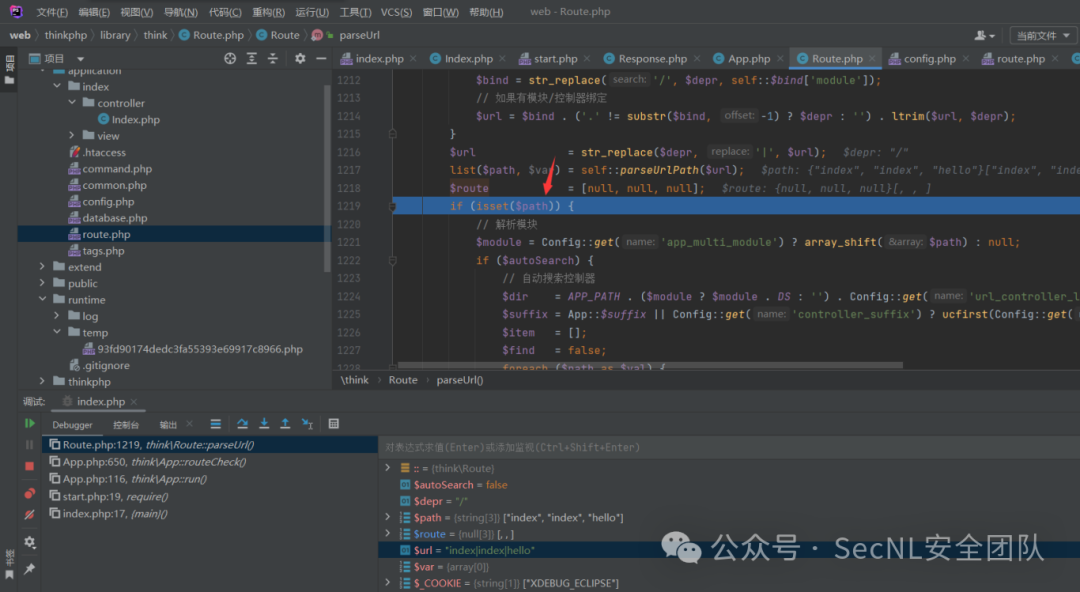 文件(F) 编辑(E) 视图(V) 导航(N) 代码(C) 重构(R) 运行(U) 工具(T) VCS(S) 窗口(W) 帮助(H) web - Route.php
web thinkphp library think Route.php Route parseUrl 当前文件
项目 index.php Index.php start.php Response.php App.php Route.php config.php route.php
application
index
controller
Index.php
view
.htaccess
command.php
common.php
config.php
database.php
route.php
tags.php
extend
public
runtime
log
temp
93fd90174dedc3fa55393e69917c8966.php
.gitignore
thinkphp
1212 $bind = str_replace( search: '/', $depr, self::$bind['module']);
1213 // 如果有模块/控制器绑定
1214 $url = $bind . ('.' != substr($bind, offset: -1) ? $depr : '') . ltrim($url, $depr);
1215 }
1216 $url = str_replace($depr, replace: '|', $url); $depr: "/"
1217 list($path, $var) = self::parseUrlPath($url); $path: {"index", "index", "hello"}["index", "inde
1218 $route = [null, null, null]; $route: {null, null, null}[, , ]
1219 if (isset($path)) {
1220 // 解析模块
1221 $module = Config::get( name: 'app_multi_module') ? array_shift( &array: $path) : null;
1222 if ($autoSearch) {
1223 // 自动搜索控制器
1224 $dir = APP_PATH . ($module ? $module . DS : '') . Config::get( name: 'url_controller_l
1225 $suffix = App::$suffix || Config::get( name: 'controller_suffix') ? ucfirst(Config::get(
1226 $item = [];
1227 $find = false;
1228 foreach ($path as $val) {
\think Route parseUrl()
调试: index.php
Debugger 控制台 输出
Route.php:1219, think\Route::parseUrl()
App.php:650, think\App::routeCheck()
App.php:116, think\App::run()
start.php:19, require()
index.php:17, {main}()
对表达式求值(Enter)或添加监视(Ctrl+Shift+Enter)
:: = {think\Route}
$autoSearch = false
$depr = "/"
$path = {string[3]} ["index", "index", "hello"]
$route = {null[3]} [, , ]
$url = "index|index|hello"
$var = {array[0]}
$_COOKIE = {string[1]} ["XDEBUG_ECLIPSE"]
公众号 · SecNL安全团队